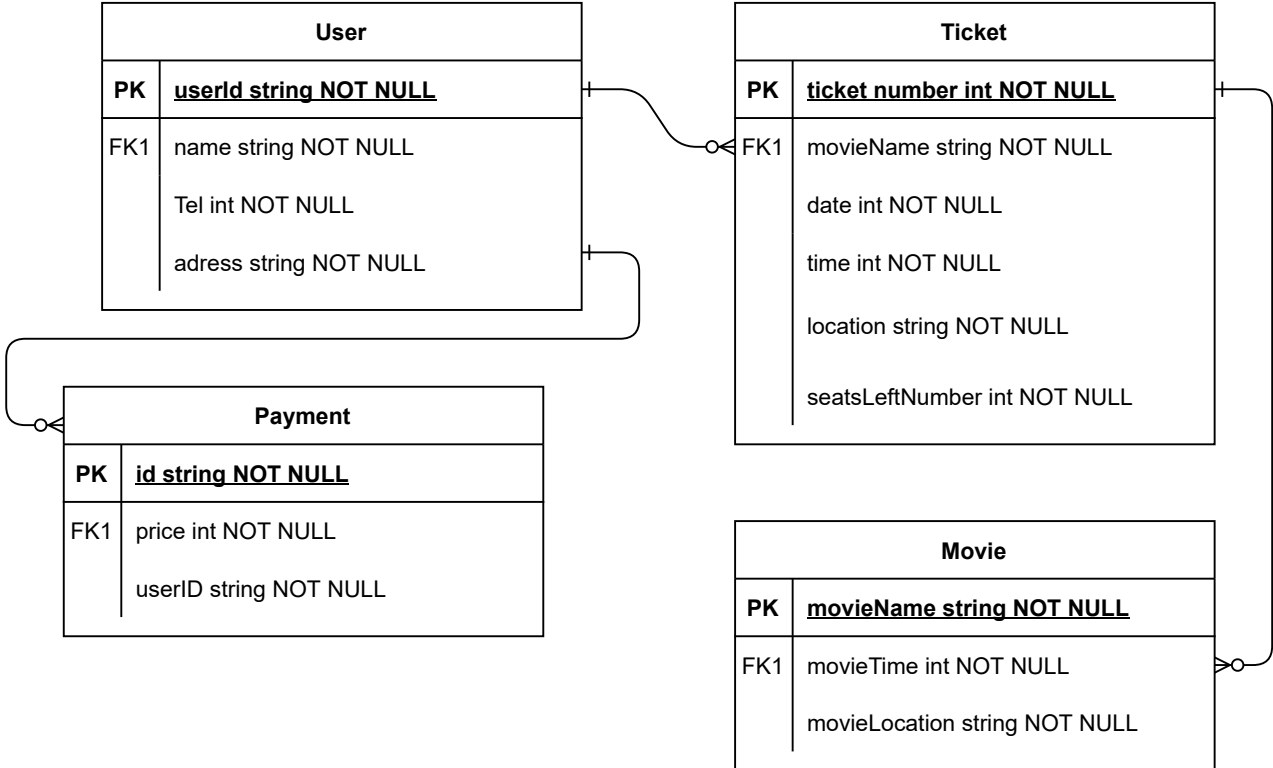 User
PK userId string NOT NULL
FK1 name string NOT NULL
Tel int NOT NULL
adress string NOT NULL
Ticket
PK ticket number int NOT NULL
FK1 movieName string NOT NULL
date int NOT NULL
time int NOT NULL
location string NOT NULL
seatsLeftNumber int NOT NULL
Payment
PK id string NOT NULL
FK1 price int NOT NULL
userID string NOT NULL
Movie
PK movieName string NOT NULL
FK1 movieTime int NOT NULL
movieLocation string NOT NULL